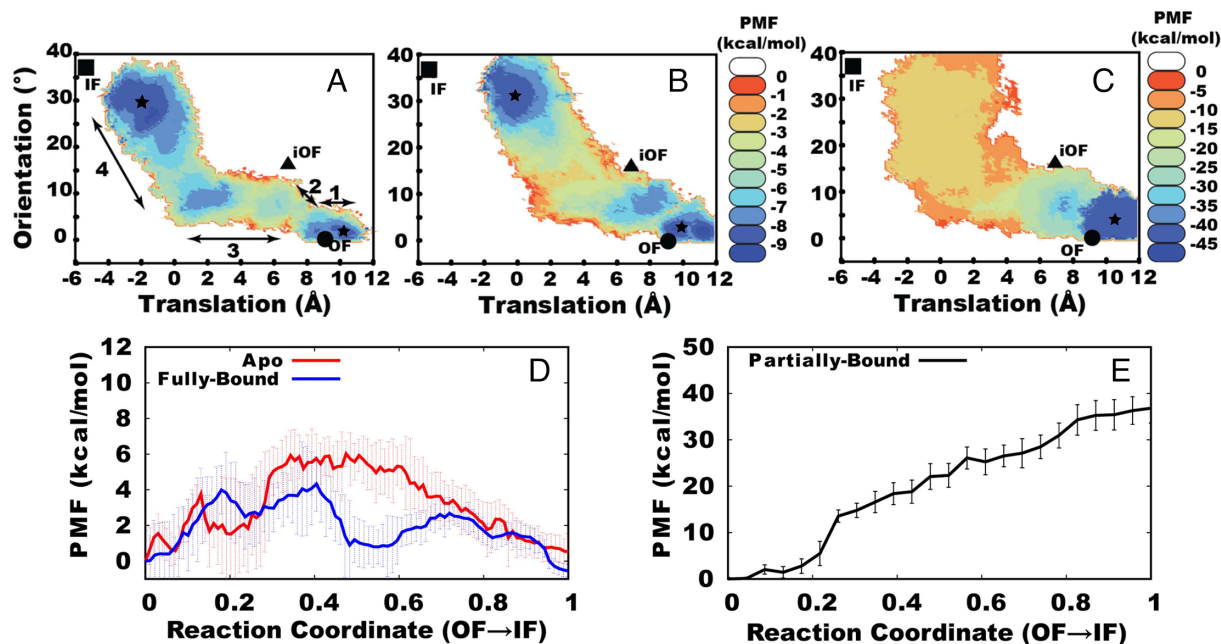 PMF
(kcal/mol)
0
-1
-2
-3
-4
-5
-6
-7
-8
-9
PMF
(kcal/mol)
0
-5
-10
-15
-20
-25
-30
-35
-40
-45
Orientation (°)
40
30
20
10
0
A
IF
iOF
OF
1
2
3
4
-6 -4 -2 0 2 4 6 8 10 12
Translation (Å)
40
30
20
10
0
B
IF
iOF
OF
-6 -4 -2 0 2 4 6 8 10 12
Translation (Å)
40
30
20
10
0
C
IF
iOF
OF
-6 -4 -2 0 2 4 6 8 10 12
Translation (Å)
PMF (kcal/mol)
12
10
8
6
4
2
0
Apo
Fully-Bound
D
0 0.2 0.4 0.6 0.8 1
Reaction Coordinate (OF→IF)
PMF (kcal/mol)
50
40
30
20
10
0
Partially-Bound
E
0 0.2 0.4 0.6 0.8 1
Reaction Coordinate (OF→IF)